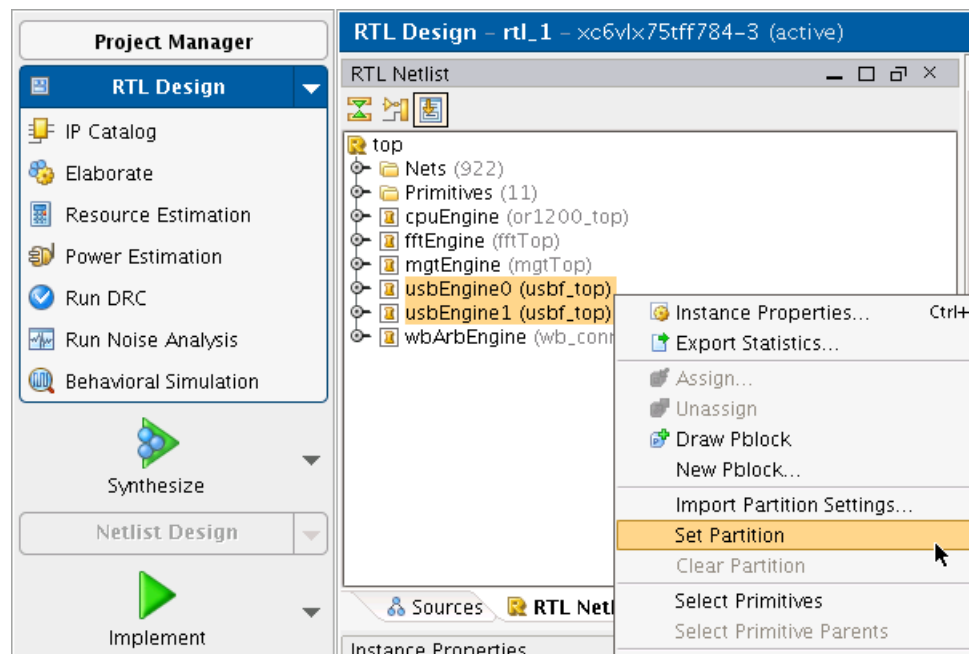 Project Manager
RTL Design
IP Catalog
Elaborate
Resource Estimation
Power Estimation
Run DRC
Run Noise Analysis
Behavioral Simulation
Synthesize
Netlist Design
Implement
RTL Design – rtl_1 – xc6vlx75tff784-3 (active)
RTL Netlist
top
Nets (922)
Primitives (11)
cpuEngine (or1200_top)
fftEngine (fftTop)
mgtEngine (mgtTop)
usbEngine0 (usbf_top)
usbEngine1 (usbf_top)
wbArbEngine (wb_conn
Instance Properties... Ctrl+
Export Statistics...
Assign...
Unassign
Draw Pblock
New Pblock...
Import Partition Settings...
Set Partition
Clear Partition
Select Primitives
Select Primitive Parents
Sources RTL Netl
Instance Properties